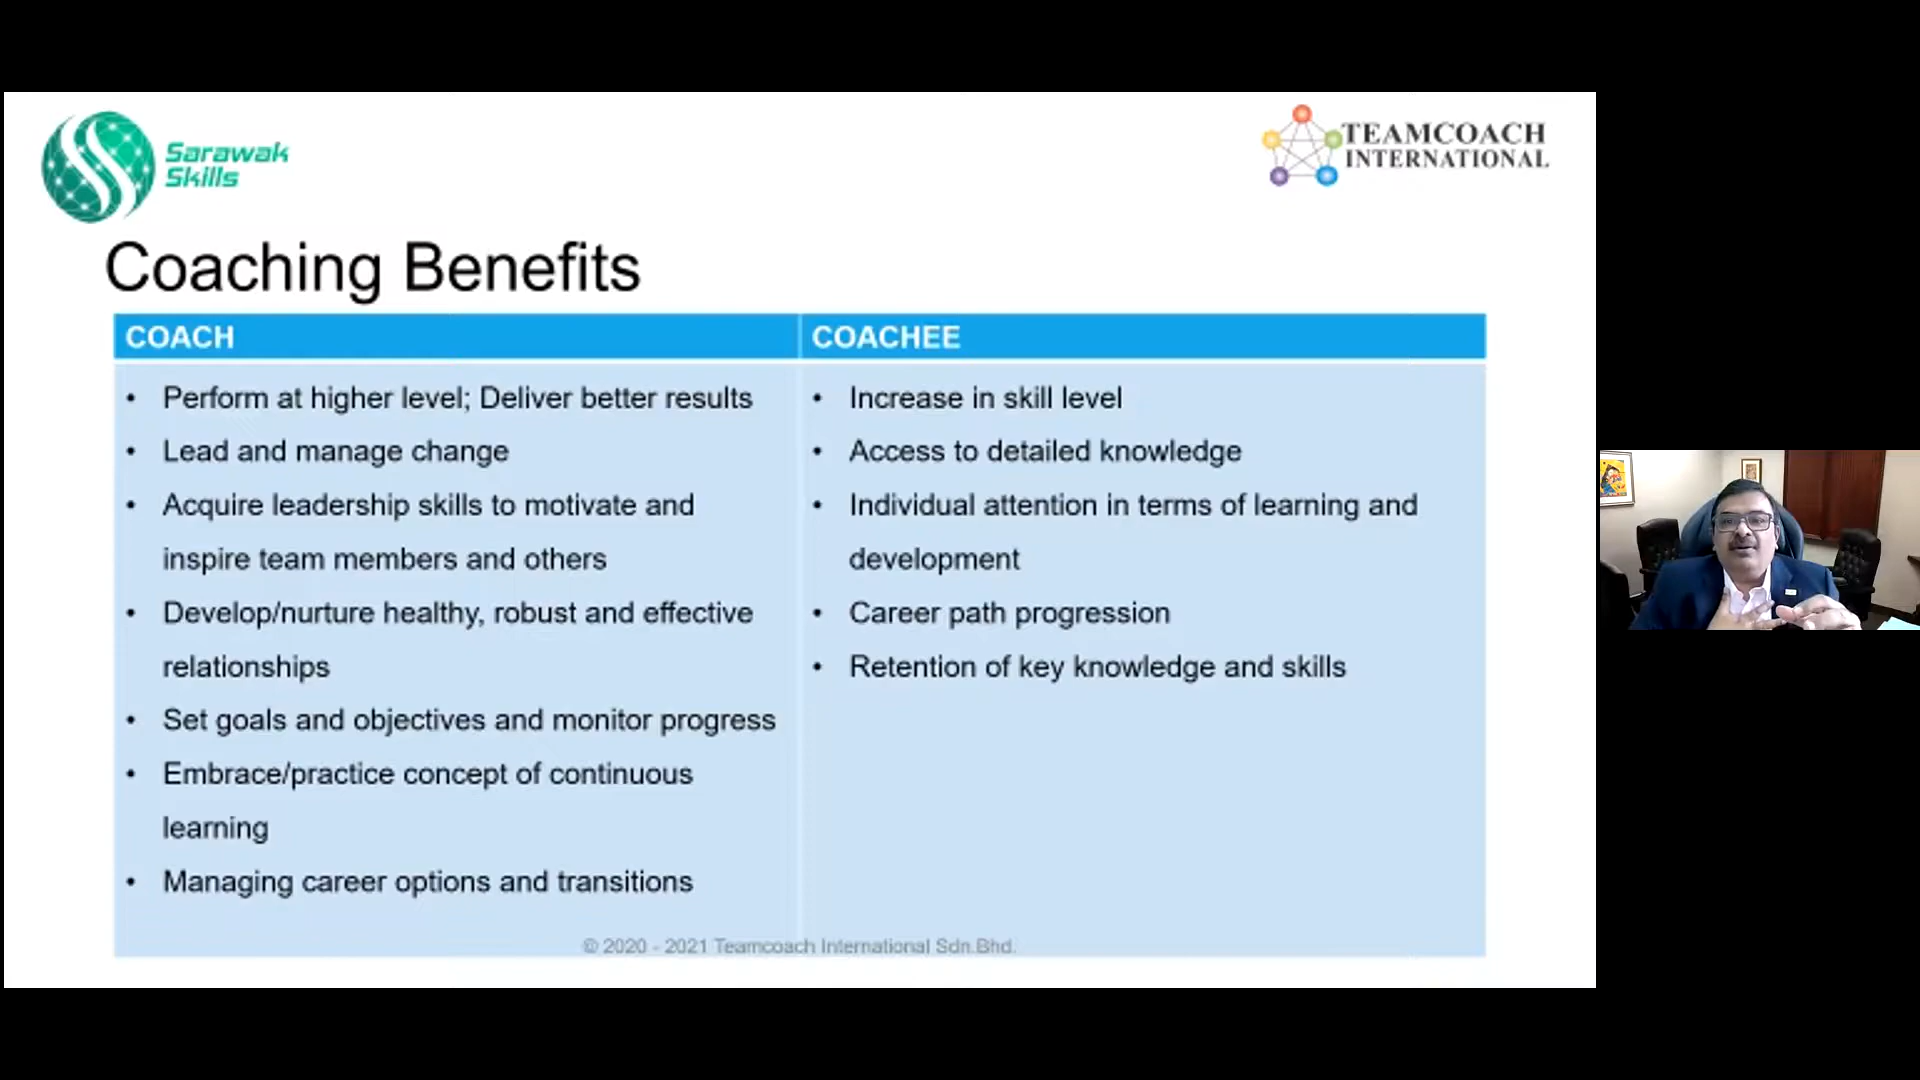 Sarawak
Skills
TEAMCOACH
INTERNATIONAL
Coaching Benefits
COACH
• Perform at higher level; Deliver better results
• Lead and manage change
• Acquire leadership skills to motivate and
inspire team members and others
• Develop/nurture healthy, robust and effective
relationships
• Set goals and objectives and monitor progress
• Embrace/practice concept of continuous
learning
• Managing career options and transitions
COACHEE
• Increase in skill level
• Access to detailed knowledge
• Individual attention in terms of learning and
development
• Career path progression
• Retention of key knowledge and skills
© 2020 - 2021 Teamcoach International Sdn.Bhd.